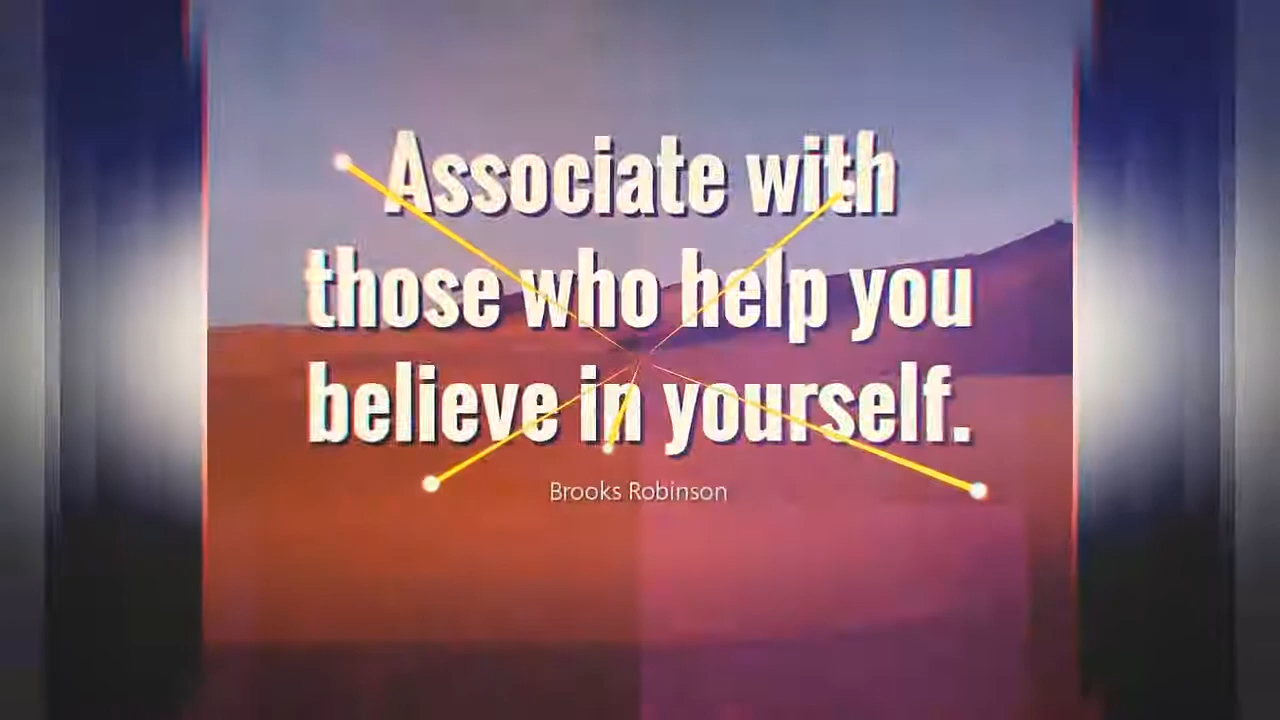 Associate with
those who help you
believe in yourself.
Brooks Robinson